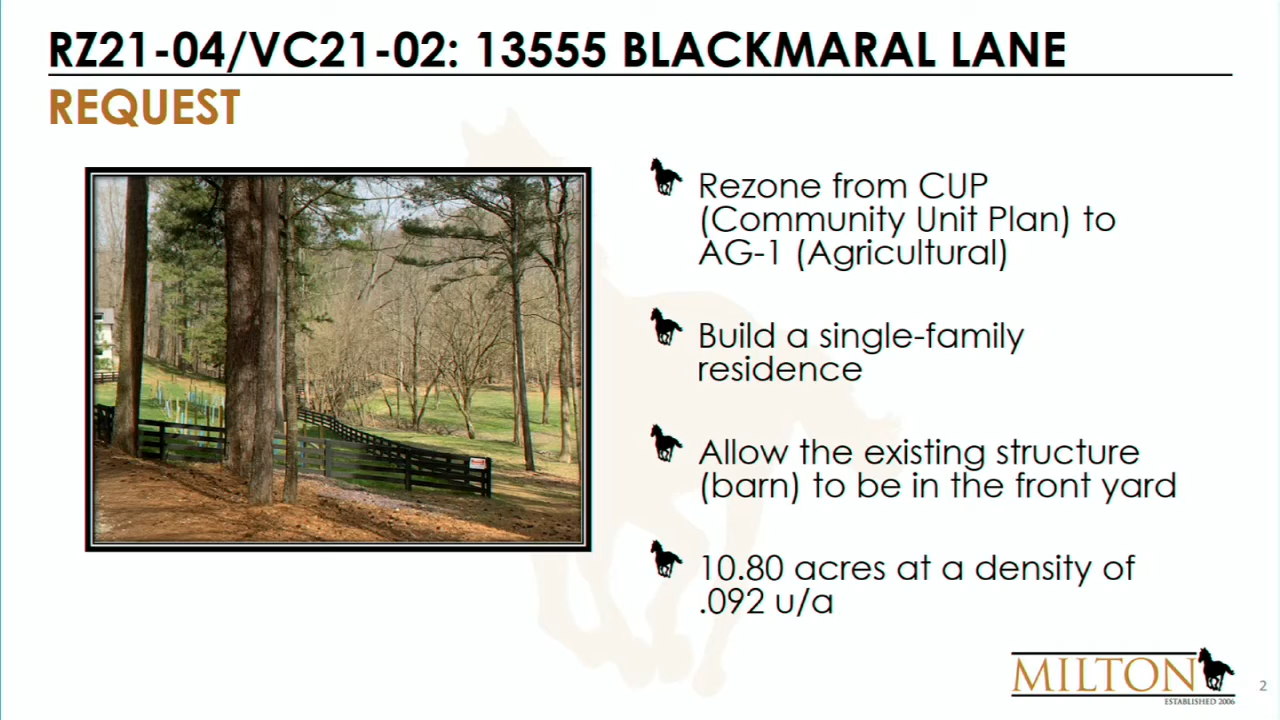 RZ21-04/VC21-02: 13555 BLACKMARAL LANE
REQUEST
Rezone from CUP
(Community Unit Plan) to
AG-1 (Agricultural)
Build a single-family
residence
Allow the existing structure
(barn) to be in the front yard
10.80 acres at a density of
.092 u/a
MILTON
ESTABLISHED 2006
2